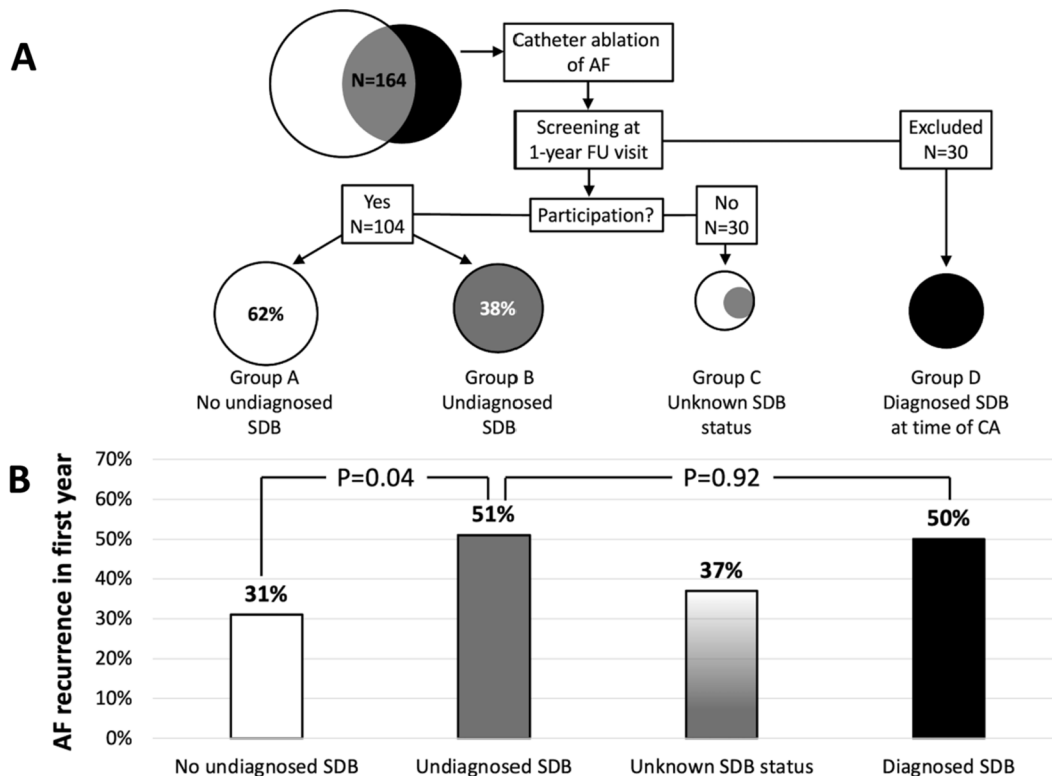 A
N=164
Catheter ablation
of AF
Screening at
1-year FU visit
Excluded
N=30
Yes
N=104
Participation?
No
N=30
62%
38%
Group A
No undiagnosed
SDB
Group B
Undiagnosed
SDB
Group C
Unknown SDB
status
Group D
Diagnosed SDB
at time of CA
B
AF recurrence in first year
70%
60%
50%
40%
30%
20%
10%
0%
P=0.04
P=0.92
31%
51%
37%
50%
No undiagnosed SDB
Undiagnosed SDB
Unknown SDB status
Diagnosed SDB